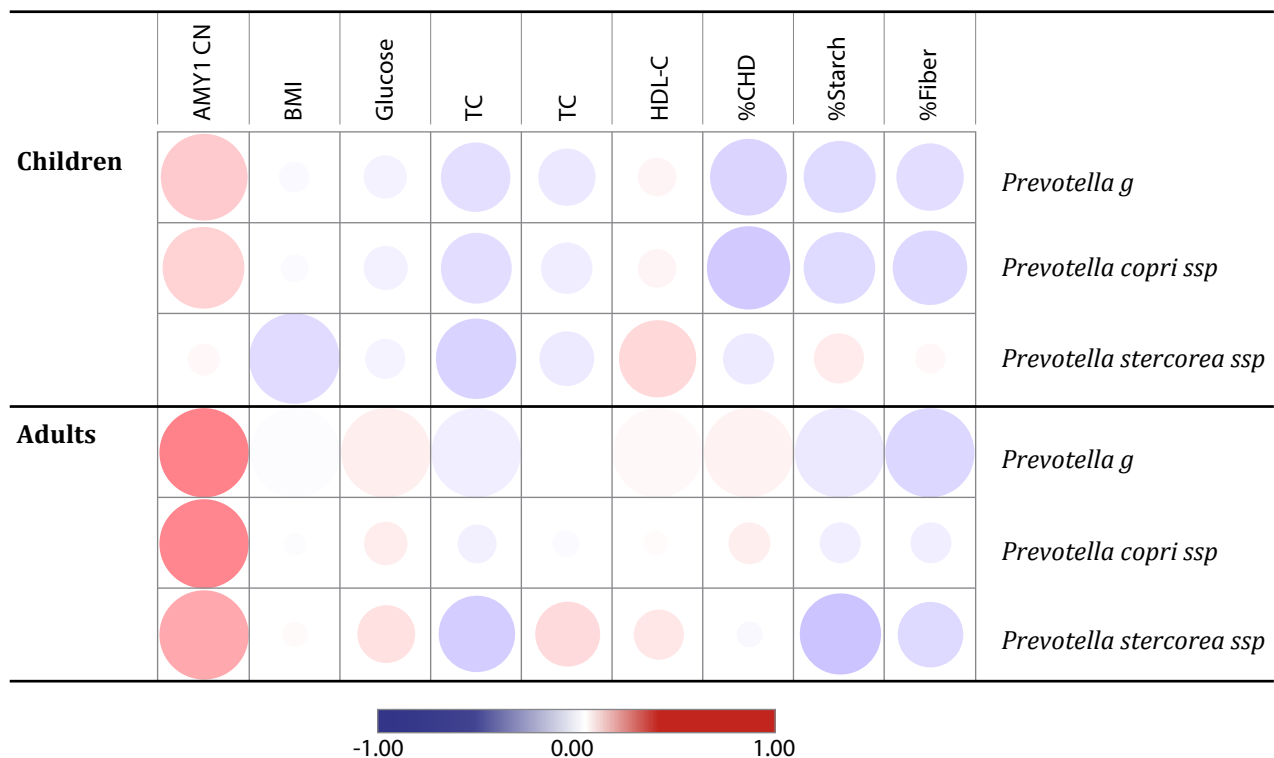 AMY1 CN
BMI
Glucose
TC
TC
HDL-C
%CHD
%Starch
%Fiber
Children
Prevotella g
Prevotella copri ssp
Prevotella stercorea ssp
Adults
Prevotella g
Prevotella copri ssp
Prevotella stercorea ssp
-1.00 0.00 1.00